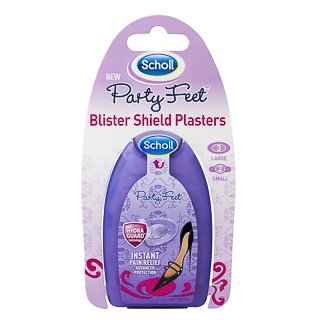 Scholl
NEW
Party Feet™
Blister Shield Plasters
Scholl
3
LARGE
2
SMALL
Party Feet
HYDRA
GUARD
INSTANT
PAIN RELIEF
ADVANCED
PROTECTION